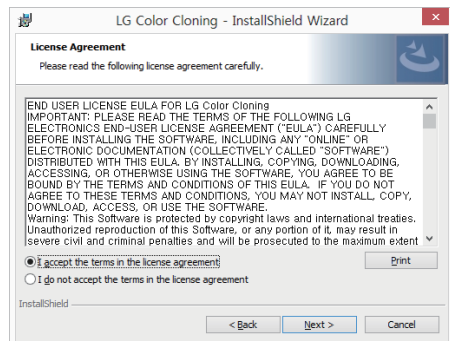 LG Color Cloning - InstallShield Wizard
License Agreement
Please read the following license agreement carefully.
END USER LICENSE EULA FOR LG Color Cloning
IMPORTANT: PLEASE READ THE TERMS OF THE FOLLOWING LG
ELECTRONICS END-USER LICENSE AGREEMENT ("EULA") CAREFULLY
BEFORE INSTALLING THE SOFTWARE, INCLUDING ANY "ONLINE" OR
ELECTRONIC DOCUMENTATION (COLLECTIVELY CALLED "SOFTWARE")
DISTRIBUTED WITH THIS EULA. BY INSTALLING, COPYING, DOWNLOADING,
ACCESSING, OR OTHERWISE USING THE SOFTWARE, YOU AGREE TO BE
BOUND BY THE TERMS AND CONDITIONS OF THIS EULA. IF YOU DO NOT
AGREE TO THESE TERMS AND CONDITIONS, YOU MAY NOT INSTALL, COPY,
DOWNLOAD, ACCESS, OR USE THE SOFTWARE.
Warning: This Software is protected by copyright laws and international treaties.
Unauthorized reproduction of this Software, or any portion of it, may result in
severe civil and criminal penalties and will be prosecuted to the maximum extent
I accept the terms in the license agreement
Print
I do not accept the terms in the license agreement
InstallShield
< Back Next > Cancel